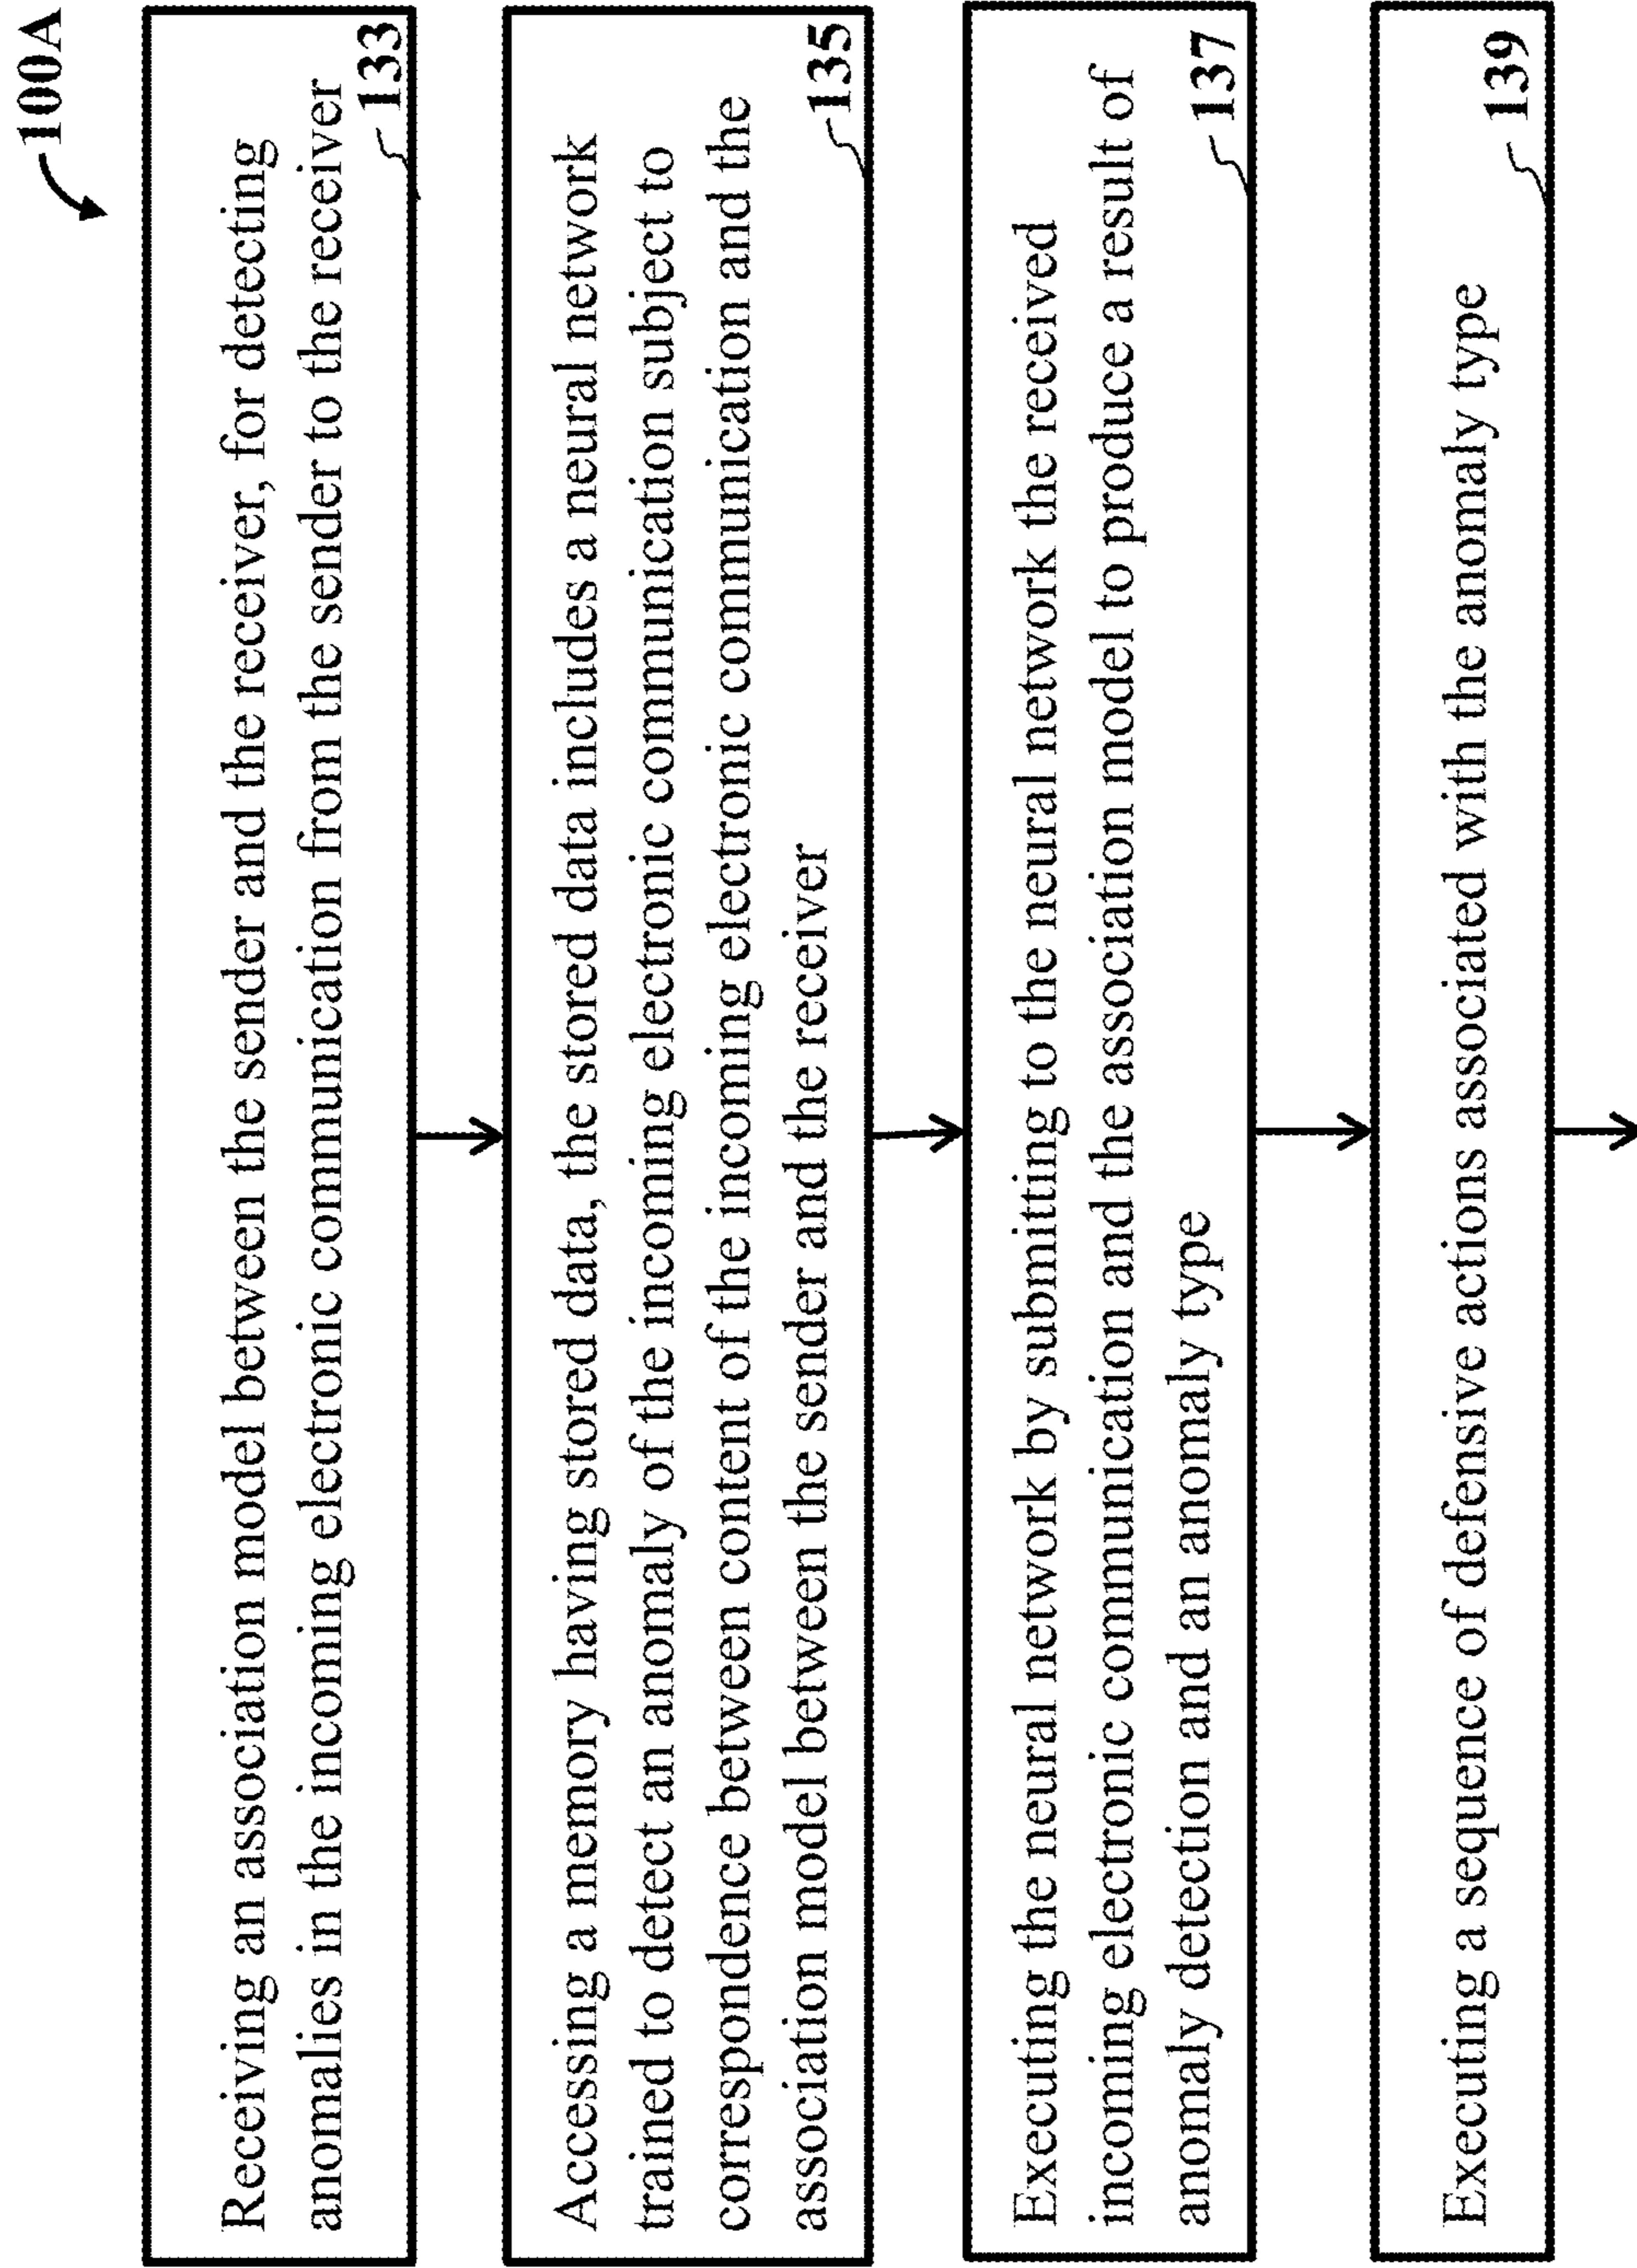 100A
Receiving an association model between the sender and the receiver, for detecting
anomalies in the incoming electronic communication from the sender to the receiver
133
Accessing a memory having stored data, the stored data includes a neural network
trained to detect an anomaly of the incoming electronic communication subject to
correspondence between content of the incoming electronic communication and the
association model between the sender and the receiver
135
Executing the neural network by submitting to the neural network the received
incoming electronic communication and the association model to produce a result of
anomaly detection and an anomaly type
137
Executing a sequence of defensive actions associated with the anomaly type
139